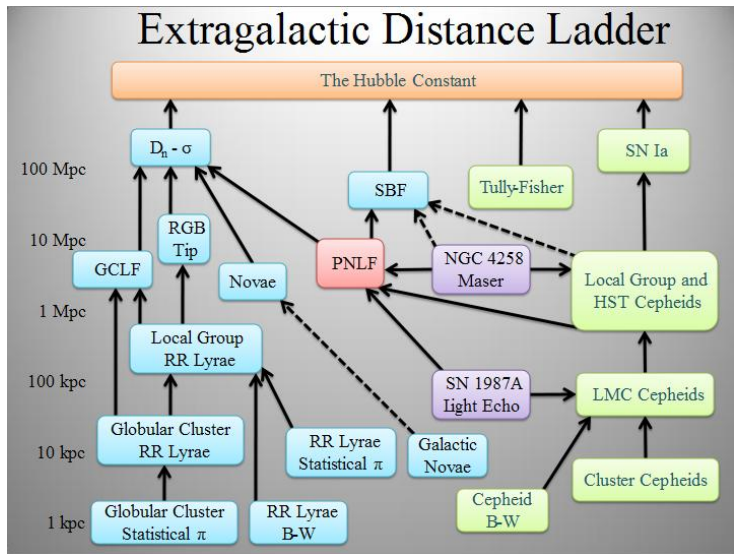 Extragalactic Distance Ladder
The Hubble Constant
Dn - σ
SN Ia
100 Mpc
SBF
Tully-Fisher
RGB
Tip
10 Mpc
GCLF
Novae
PNLF
NGC 4258
Maser
Local Group and
HST Cepheids
1 Mpc
Local Group
RR Lyrae
100 kpc
SN 1987A
Light Echo
LMC Cepheids
Globular Cluster
RR Lyrae
RR Lyrae
Statistical π
Galactic
Novae
10 kpc
Cluster Cepheids
Cepheid
B-W
Globular Cluster
Statistical π
RR Lyrae
B-W
1 kpc